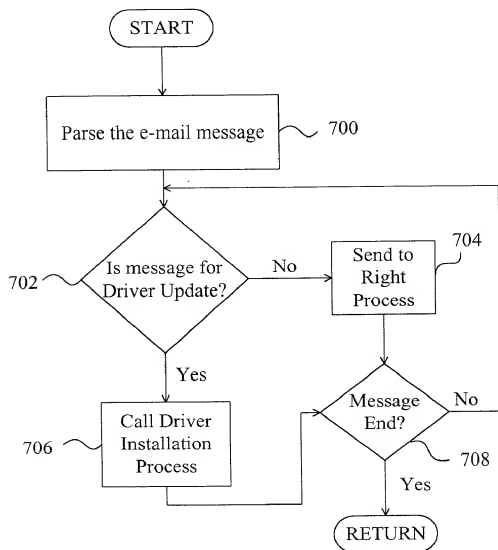 START
Parse the e-mail message
700
702
Is message for
Driver Update?
No
Send to
Right
Process
704
Yes
706
Call Driver
Installation
Process
Message
End?
No
708
Yes
RETURN